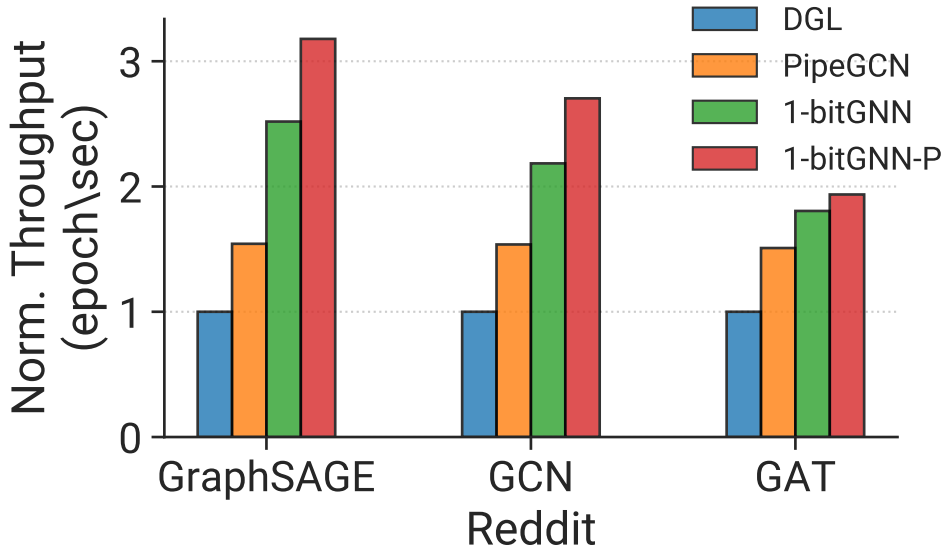 DGL
PipeGCN
1-bitGNN
1-bitGNN-P
Norm. Throughput
(epoch\sec)
3
2
1
0
GraphSAGE GCN GAT
Reddit